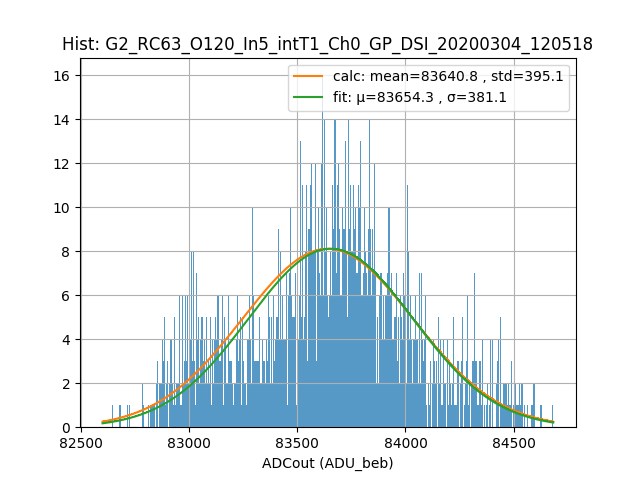 Hist: G2_RC63_O120_In5_intT1_Ch0_GP_DSI_20200304_120518
calc: mean=83640.8 , std=395.1
fit: μ=83654.3 , σ=381.1
16
14
12
10
8
6
4
2
0
82500 83000 83500 84000 84500
ADCout (ADU_beb)